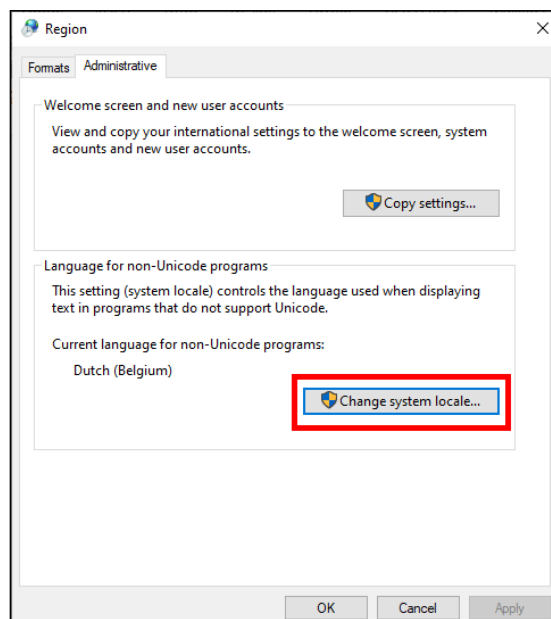 Region
Formats
Administrative
Welcome screen and new user accounts
View and copy your international settings to the welcome screen, system
accounts and new user accounts.
Copy settings...
Language for non-Unicode programs
This setting (system locale) controls the language used when displaying
text in programs that do not support Unicode.
Current language for non-Unicode programs:
Dutch (Belgium)
Change system locale...
OK
Cancel
Apply